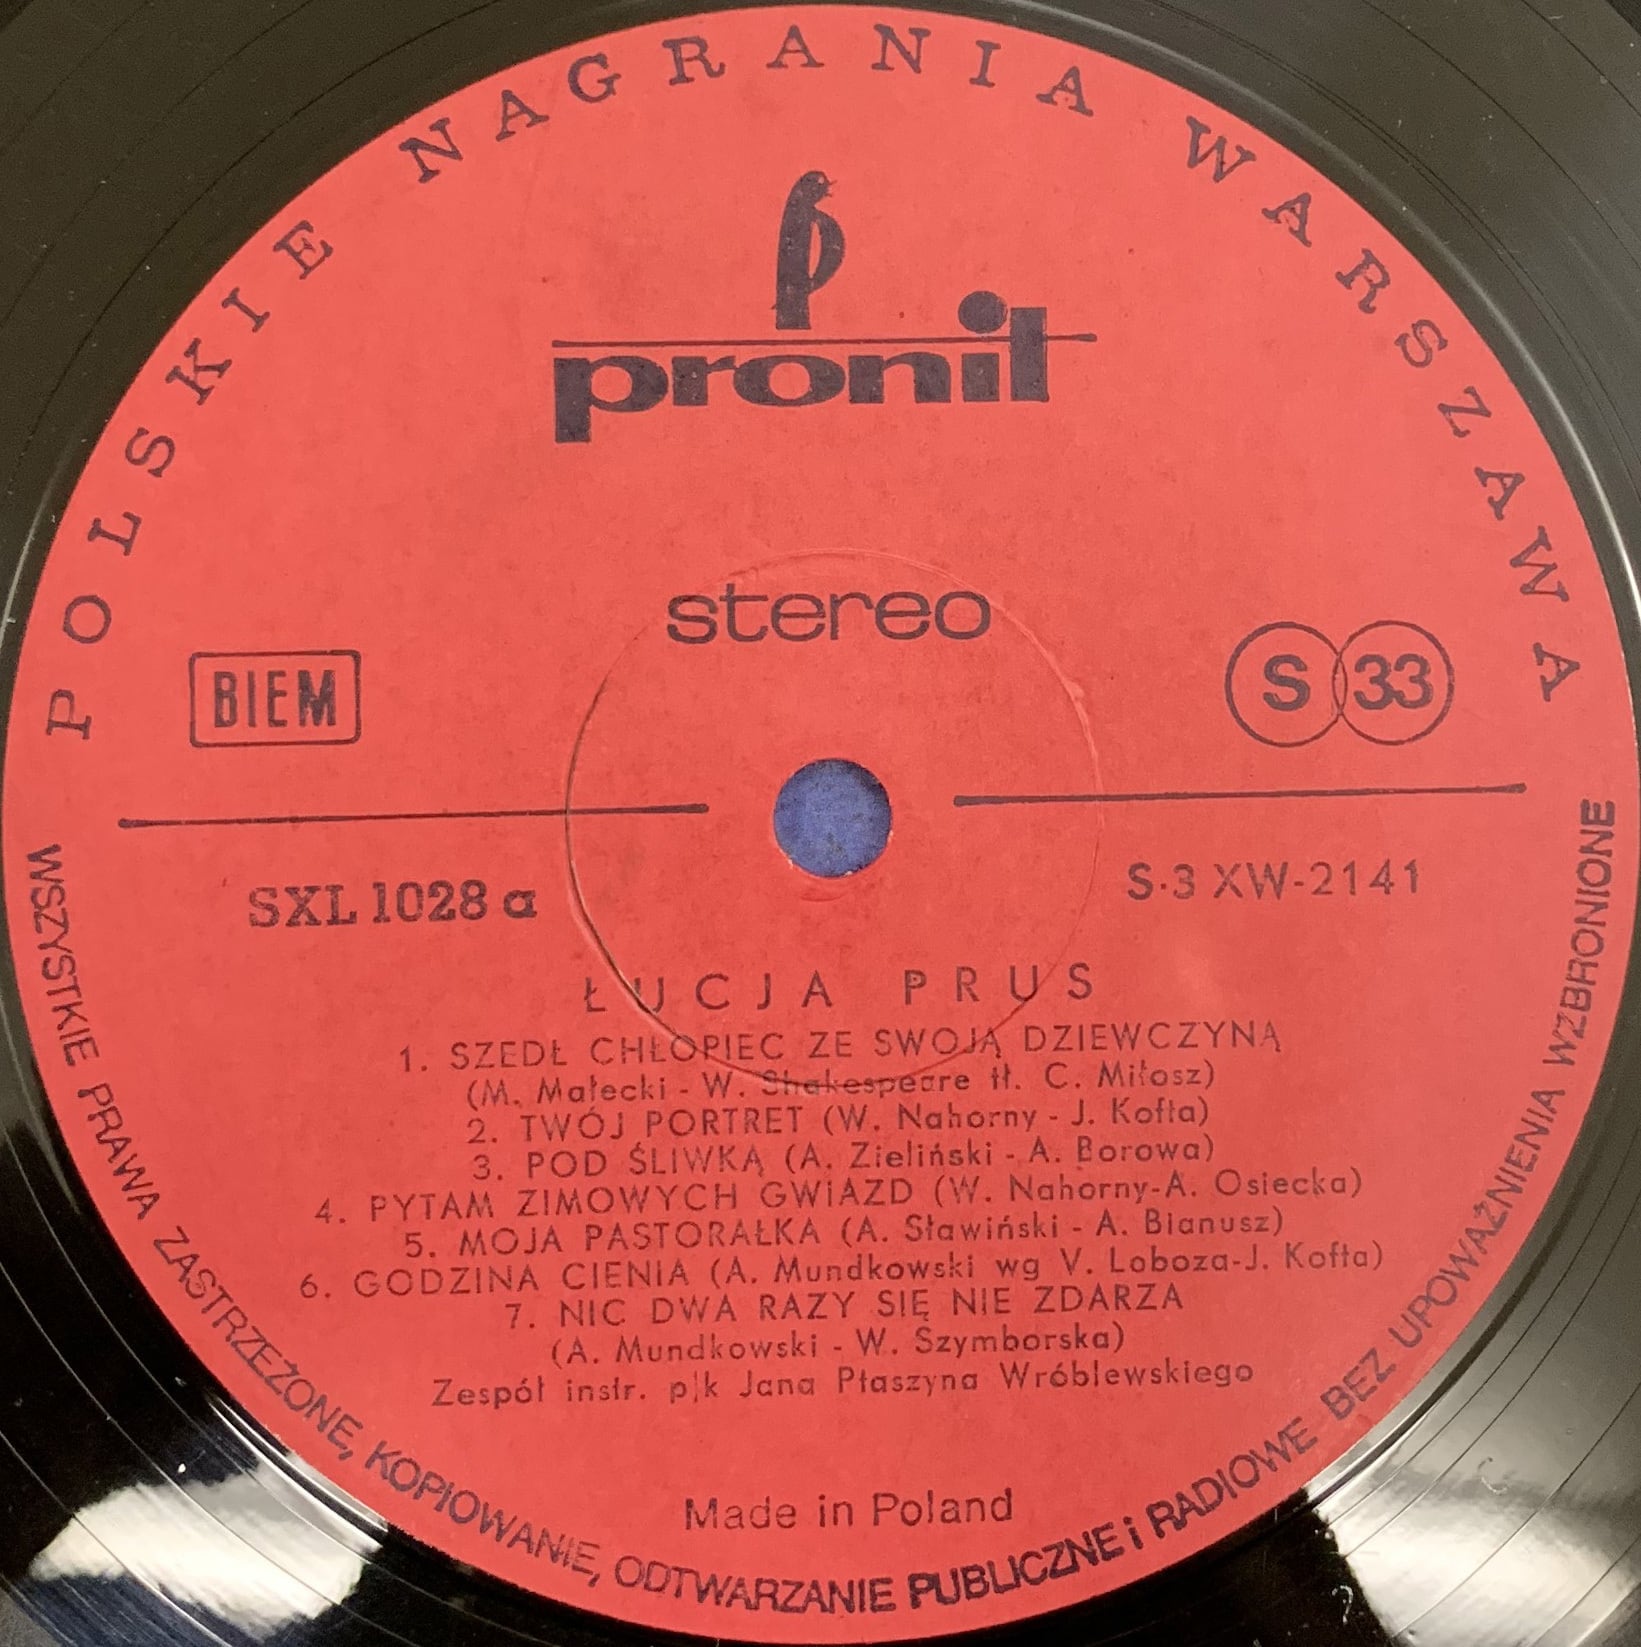 POLSKIE NAGRANIA WARSZAWA
pronit
stereo
BIEM
S 33
SXL 1028 a
S-3 XW-2141
ŁUCJA PRUS
1. SZEDŁ CHŁOPIEC ZE SWOJĄ DZIEWCZYNĄ
(M. Małecki - W. Shakespeare tł. C. Miłosz)
2. TWÓJ PORTRET (W. Nahorny - J. Kofta)
3. POD ŚLIWKĄ (A. Zieliński - A. Borowa)
4. PYTAM ZIMOWYCH GWIAZD (W. Nahorny-A. Osiecka)
5. MOJA PASTORAŁKA (A. Sławiński - A. Bianusz)
6. GODZINA CIENIA (A. Mundkowski wg V. Loboza-J. Kofta)
7. NIC DWA RAZY SIĘ NIE ZDARZA
(A. Mundkowski - W. Szymborska)
Zespół instr. p/k Jana Ptaszyna Wróblewskiego
Made in Poland
WSZYSTKIE PRAWA ZASTRZEŻONE, KOPIOWANIE, ODTWARZANIE PUBLICZNE i RADIOWE BEZ UPOWAŻNIENIA WZBRONIONE